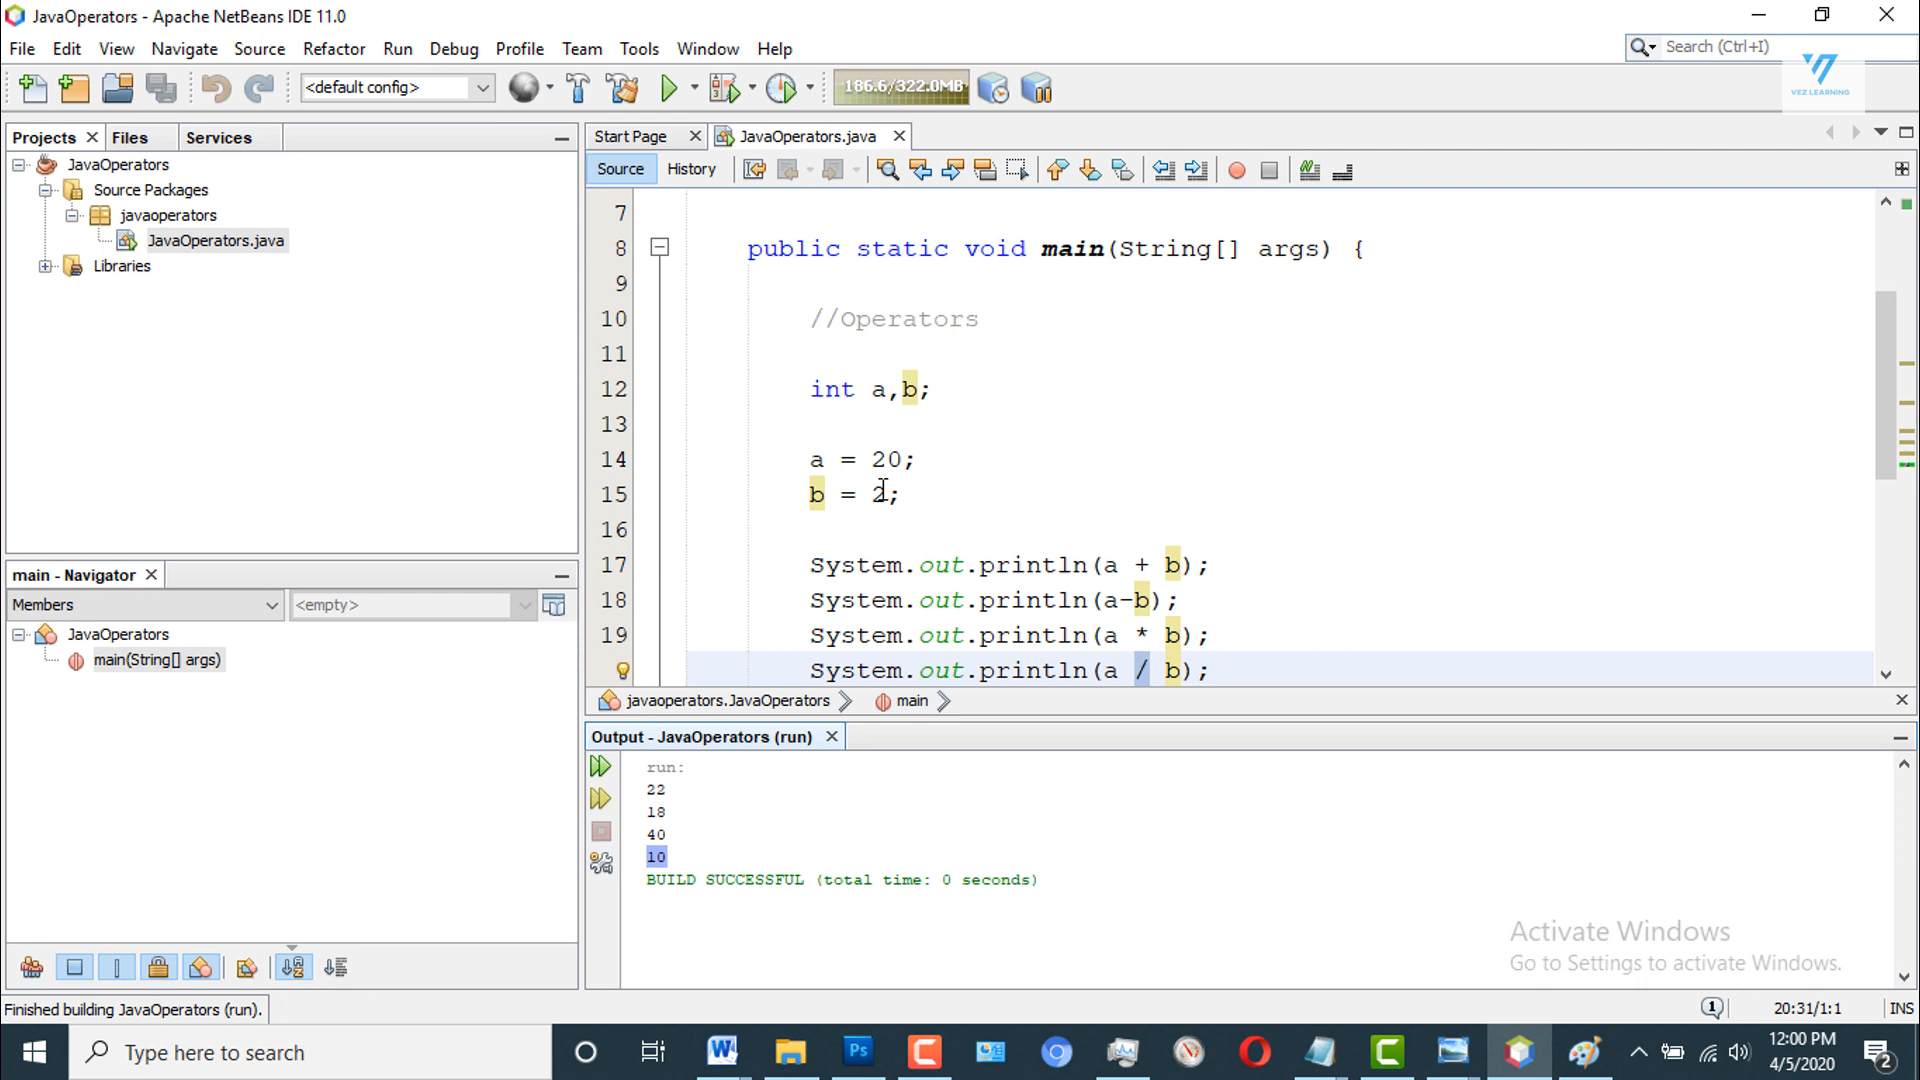 JavaOperators - Apache NetBeans IDE 11.0
File Edit View Navigate Source Refactor Run Debug Profile Team Tools Window Help
Search (Ctrl+I)
<default config>
186.6/322.0MB
VEZ LEARNING
Projects Files Services
JavaOperators
Source Packages
javaoperators
JavaOperators.java
Libraries
main - Navigator
Members <empty>
JavaOperators
main(String[] args)
Start Page JavaOperators.java
Source History
7
8 public static void main(String[] args) {
9
10 //Operators
11
12 int a,b;
13
14 a = 20;
15 b = 2;
16
17 System.out.println(a + b);
18 System.out.println(a-b);
19 System.out.println(a * b);
System.out.println(a / b);
javaoperators.JavaOperators main
Output - JavaOperators (run)
run:
22
18
40
10
BUILD SUCCESSFUL (total time: 0 seconds)
Activate Windows
Go to Settings to activate Windows.
Finished building JavaOperators (run).
1 20:31/1:1 INS
Type here to search
W Ps C C
12:00 PM
4/5/2020
2